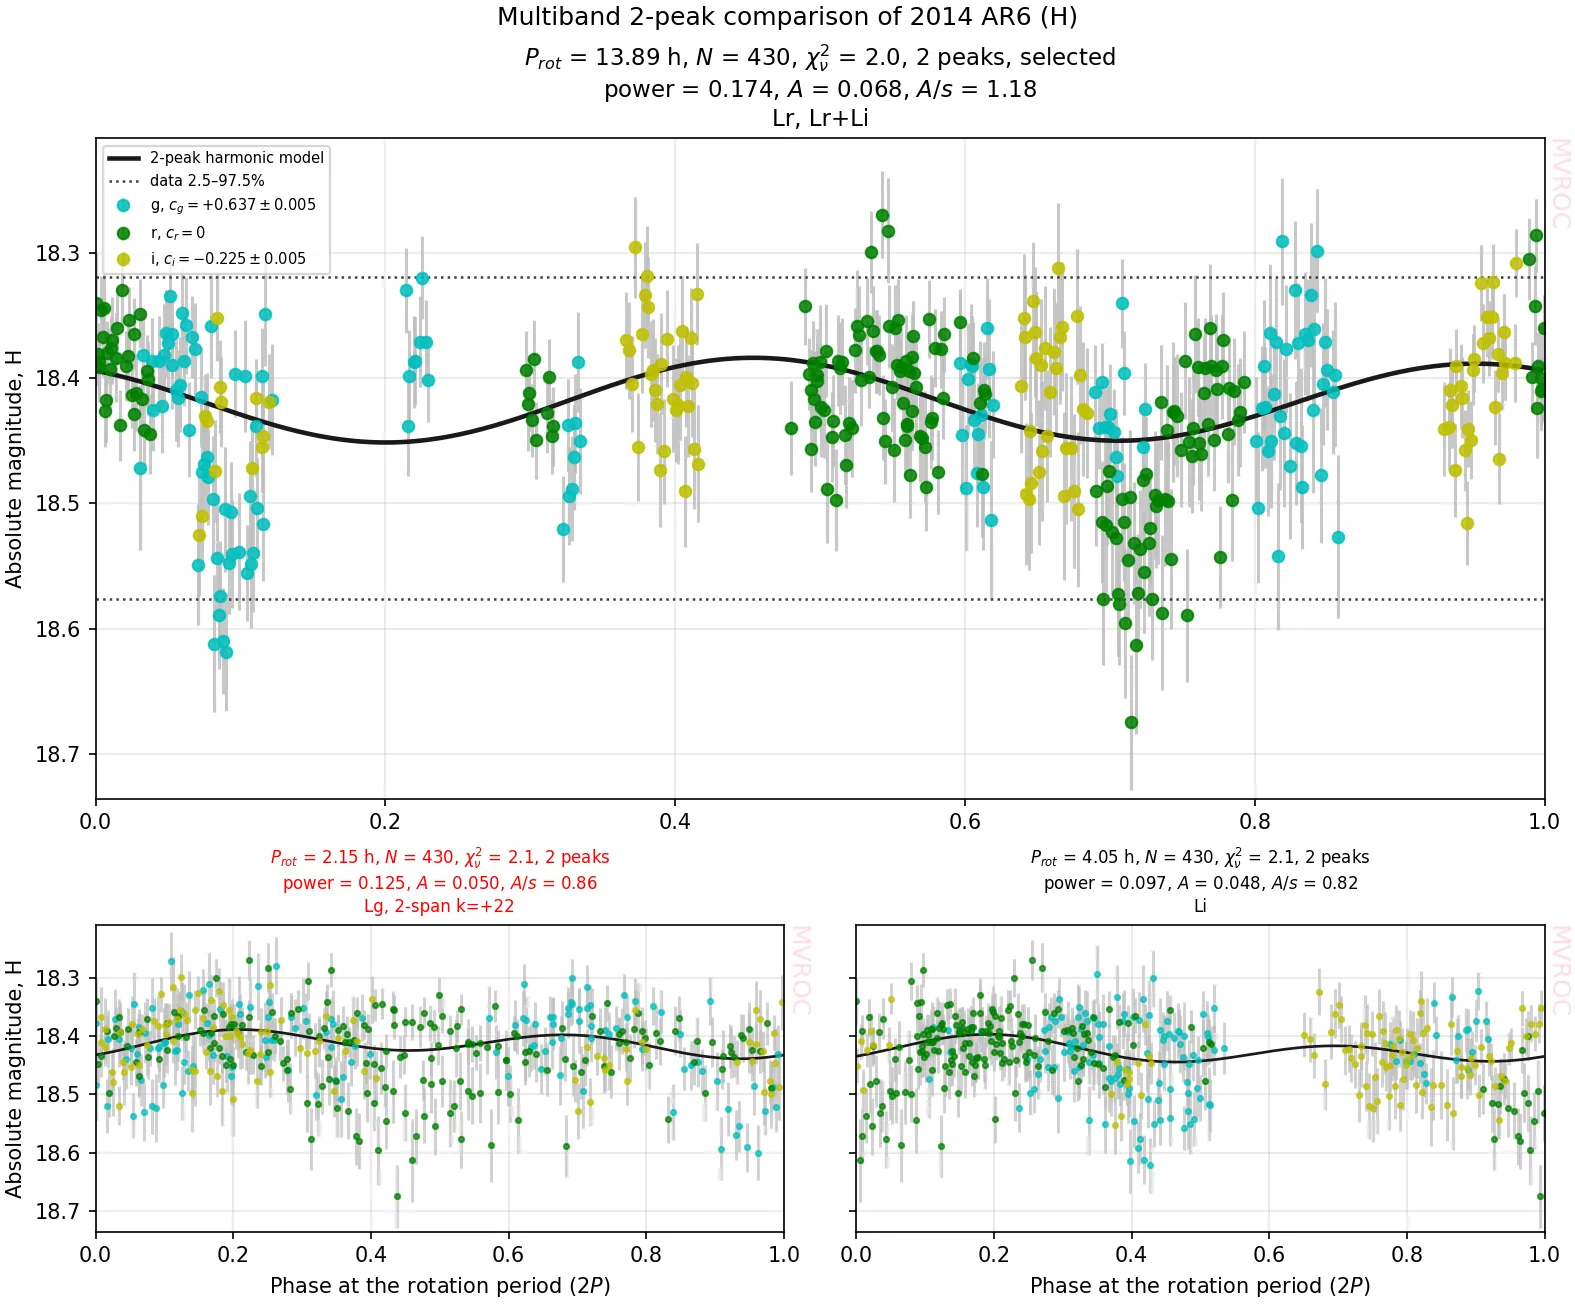 Multiband 2-peak comparison of 2014 AR6 (H)
P_rot = 13.89 h, N = 430, χ²_ν = 2.0, 2 peaks, selected
power = 0.174, A = 0.068, A/s = 1.18
Lr, Lr+Li
2-peak harmonic model
data 2.5–97.5%
g, c_g = +0.637 ± 0.005
r, c_r = 0
i, c_i = −0.225 ± 0.005
MVROC
Absolute magnitude, H
18.3
18.4
18.5
18.6
18.7
0.0 0.2 0.4 0.6 0.8 1.0
P_rot = 2.15 h, N = 430, χ²_ν = 2.1, 2 peaks
power = 0.125, A = 0.050, A/s = 0.86
Lg, 2-span k=+22
MVROC
Absolute magnitude, H
18.3
18.4
18.5
18.6
18.7
0.0 0.2 0.4 0.6 0.8 1.0
Phase at the rotation period (2P)
P_rot = 4.05 h, N = 430, χ²_ν = 2.1, 2 peaks
power = 0.097, A = 0.048, A/s = 0.82
Li
MVROC
0.0 0.2 0.4 0.6 0.8 1.0
Phase at the rotation period (2P)